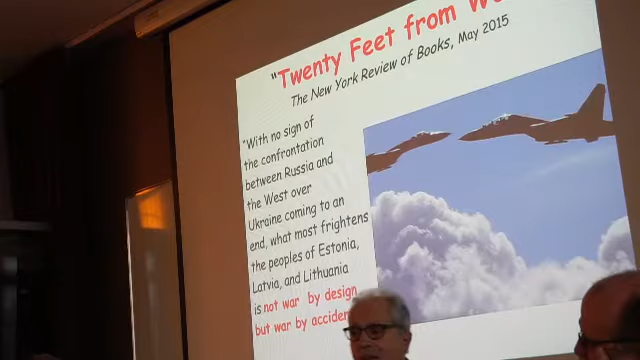 "Twenty Feet from
The New York Review of Books, May 2015
"With no sign of
the confrontation
between Russia and
the West over
Ukraine coming to an
end, what most frightens
the peoples of Estonia,
Latvia, and Lithuania
is not war by design
but war by